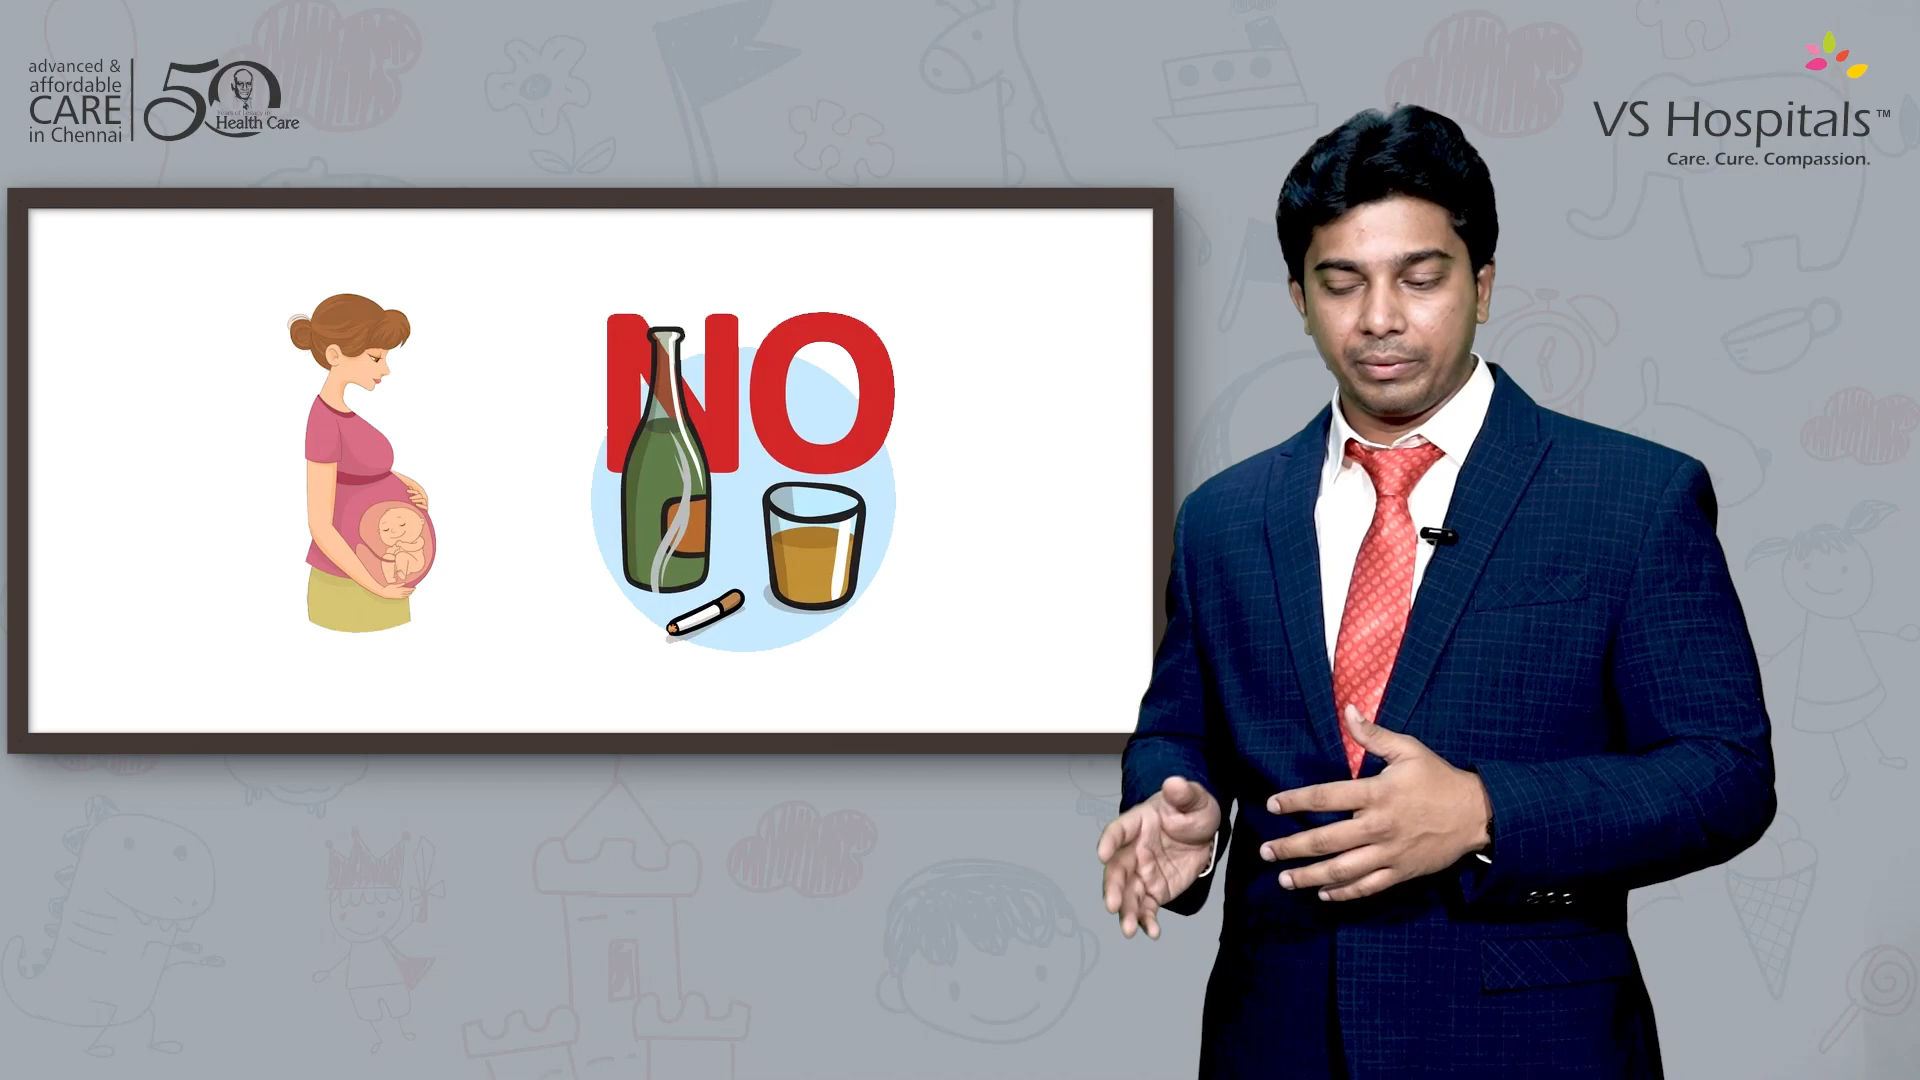 advanced &
affordable
CARE
in Chennai
50
Health Care
VS Hospitals™
Care. Cure. Compassion.
NO